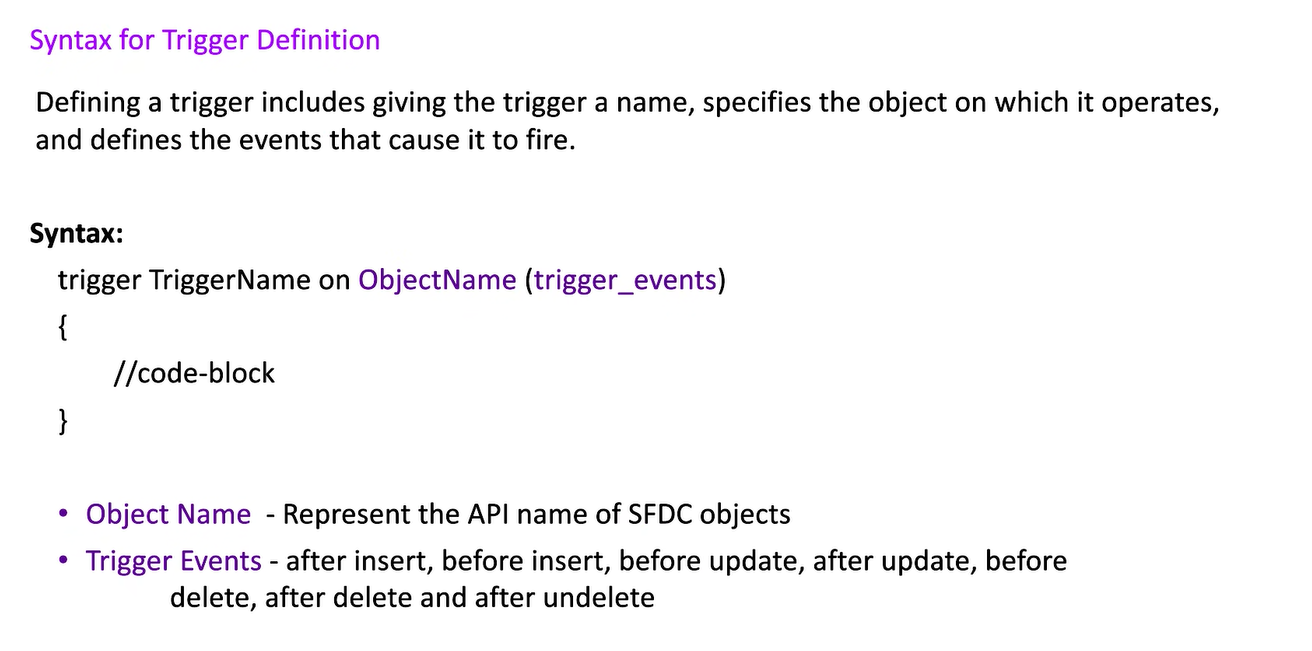 Syntax for Trigger Definition
Defining a trigger includes giving the trigger a name, specifies the object on which it operates,
and defines the events that cause it to fire.
Syntax:
trigger TriggerName on ObjectName (trigger_events)
{
//code-block
}
• Object Name - Represent the API name of SFDC objects
• Trigger Events - after insert, before insert, before update, after update, before
delete, after delete and after undelete